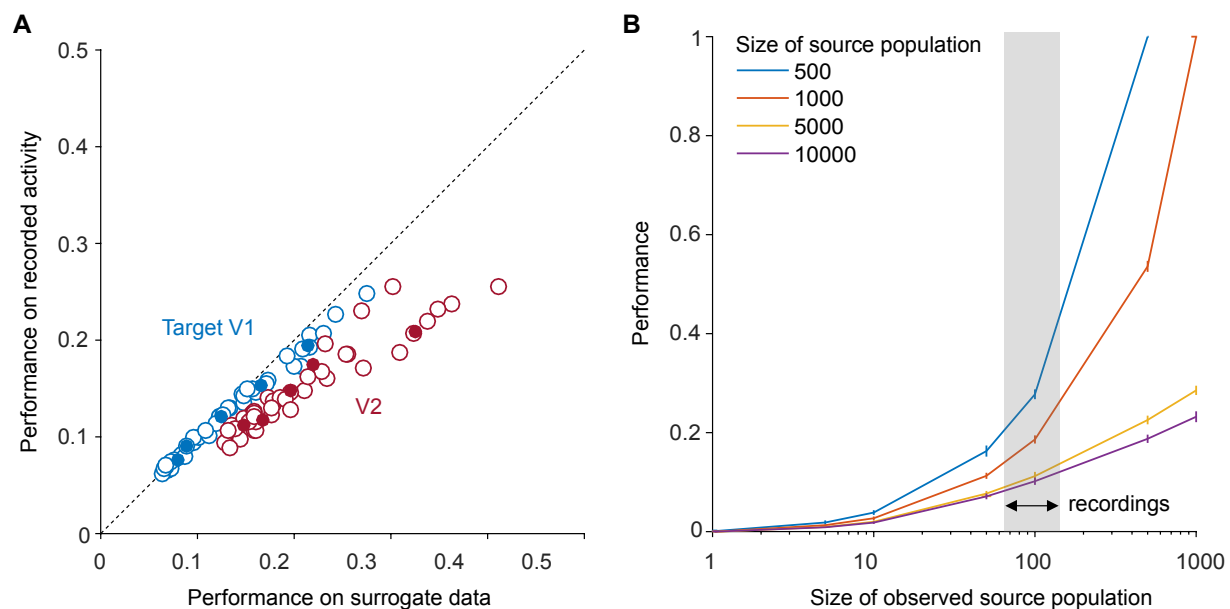 A
Performance on recorded activity
0.5
0.4
0.3
0.2
0.1
0
Target V1
V2
0 0.1 0.2 0.3 0.4 0.5
Performance on surrogate data
B
Performance
1
0.8
0.6
0.4
0.2
0
Size of source population
500
1000
5000
10000
recordings
1 10 100 1000
Size of observed source population